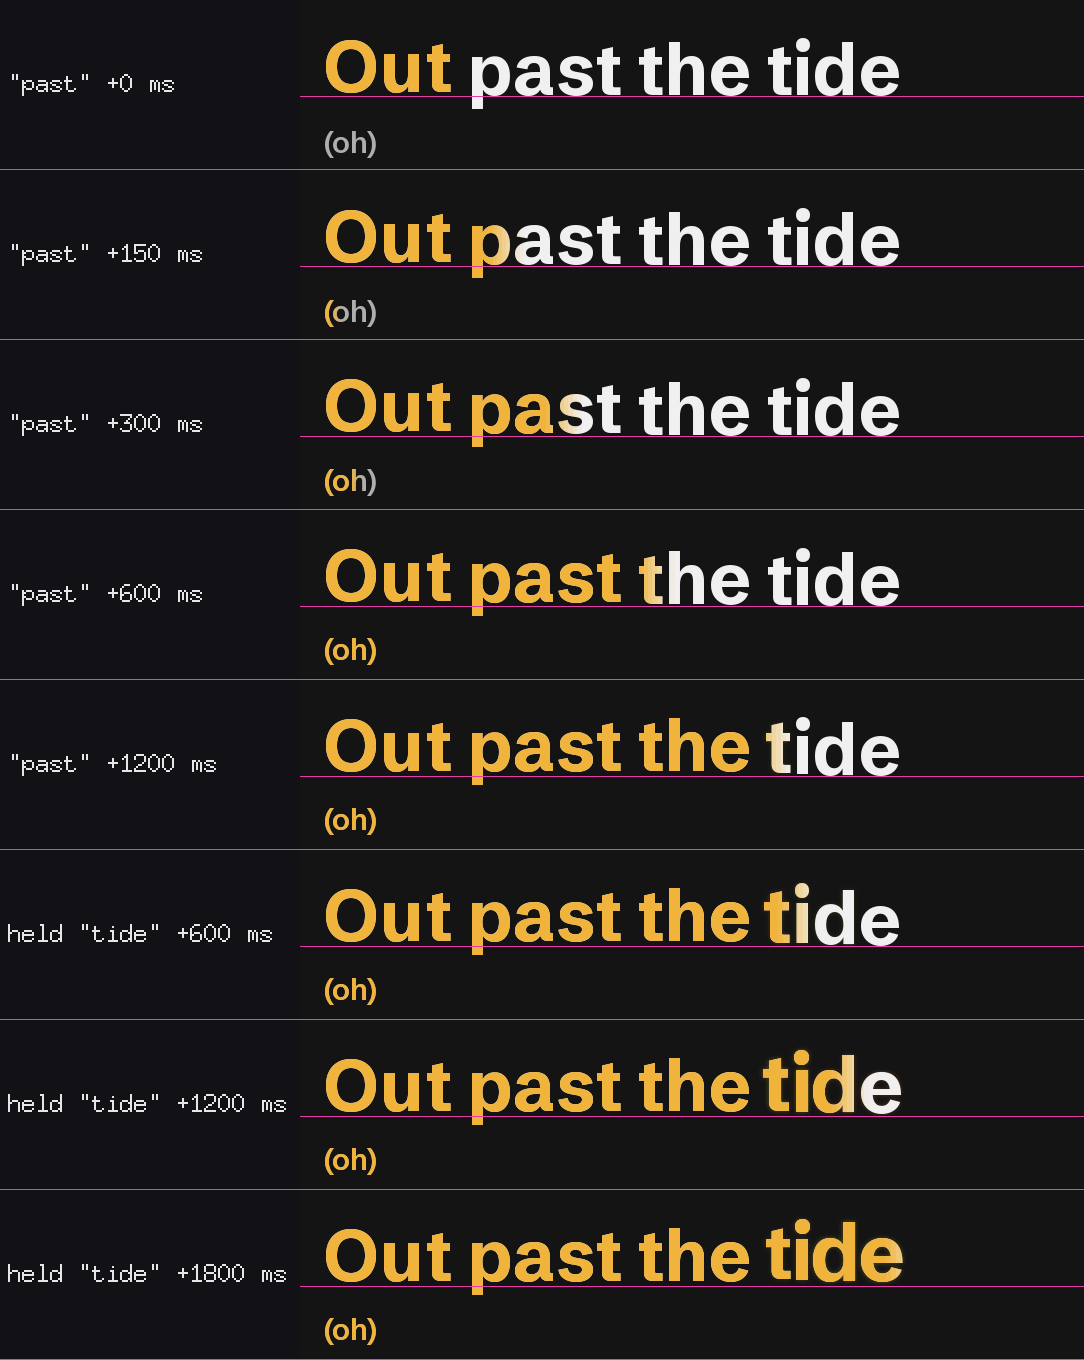 "past" +0 ms
Out past the tide
(oh)
"past" +150 ms
Out past the tide
(oh)
"past" +300 ms
Out past the tide
(oh)
"past" +600 ms
Out past the tide
(oh)
"past" +1200 ms
Out past the tide
(oh)
held "tide" +600 ms
Out past the tide
(oh)
held "tide" +1200 ms
Out past the tide
(oh)
held "tide" +1800 ms
Out past the tide
(oh)